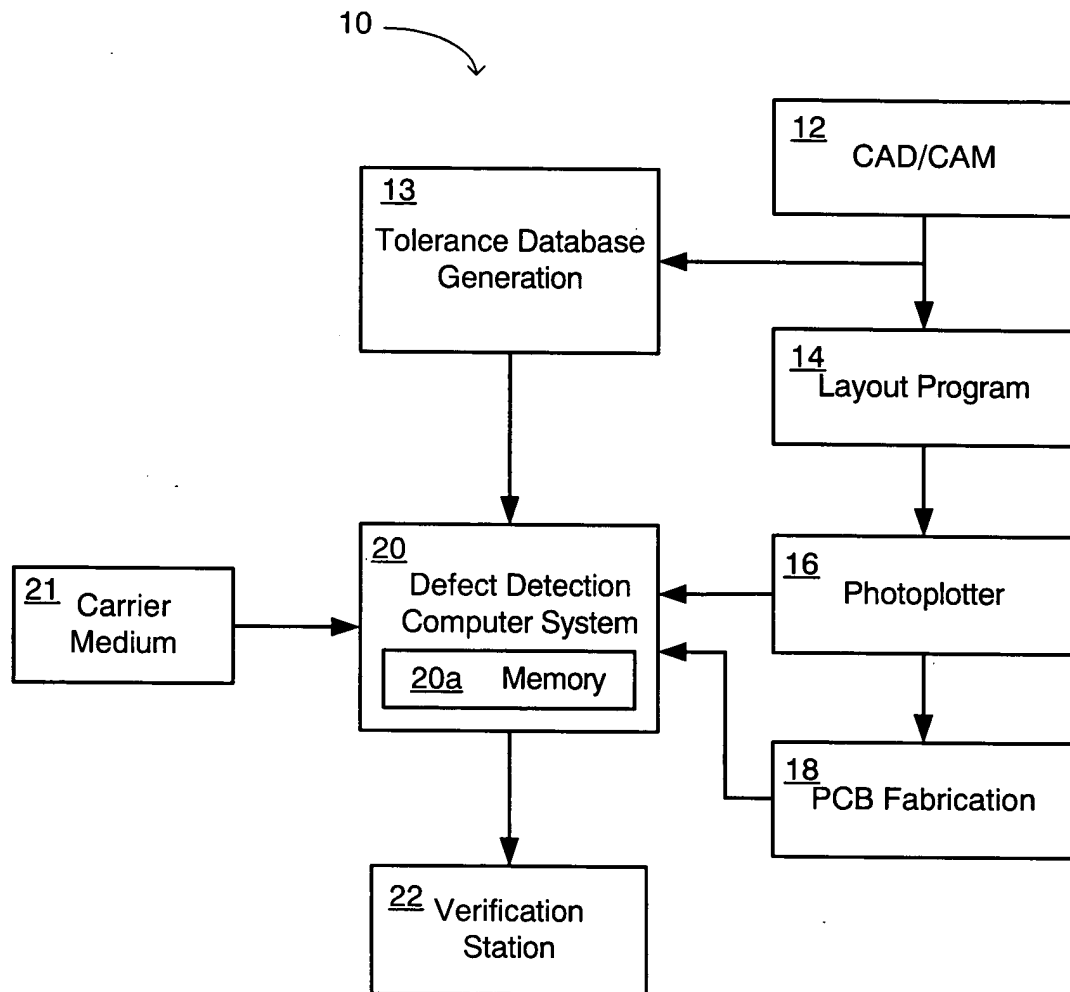 10
12
CAD/CAM
13
Tolerance Database
Generation
14
Layout Program
20
Defect Detection
Computer System
20a Memory
16
Photoplotter
21
Carrier
Medium
18
PCB Fabrication
22
Verification
Station